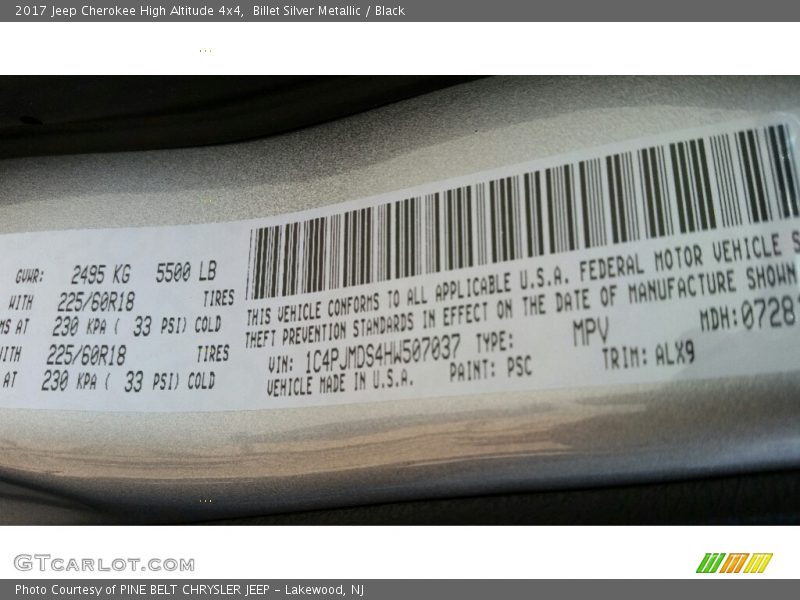 2017 Jeep Cherokee High Altitude 4x4,  Billet Silver Metallic / Black
GVWR: 2495 KG 5500 LB
WITH 225/60R18 TIRES
MS AT 230 KPA ( 33 PSI) COLD
WITH 225/60R18 TIRES
AT 230 KPA ( 33 PSI) COLD
THIS VEHICLE CONFORMS TO ALL APPLICABLE U.S.A. FEDERAL MOTOR VEHICLE S
THEFT PREVENTION STANDARDS IN EFFECT ON THE DATE OF MANUFACTURE SHOWN
VIN: 1C4PJMDS4HW507037 TYPE: MPV MDH:0728
VEHICLE MADE IN U.S.A. PAINT: PSC TRIM: ALX9
GTCARLOT.COM
Photo Courtesy of PINE BELT CHRYSLER JEEP - Lakewood, NJ